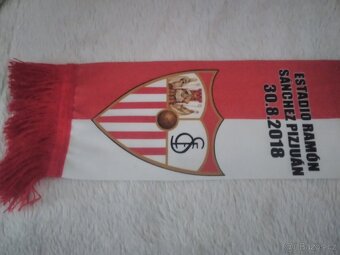 ESTADIO RAMÓN
SÁNCHEZ PIZJUÁN
30.8.2018